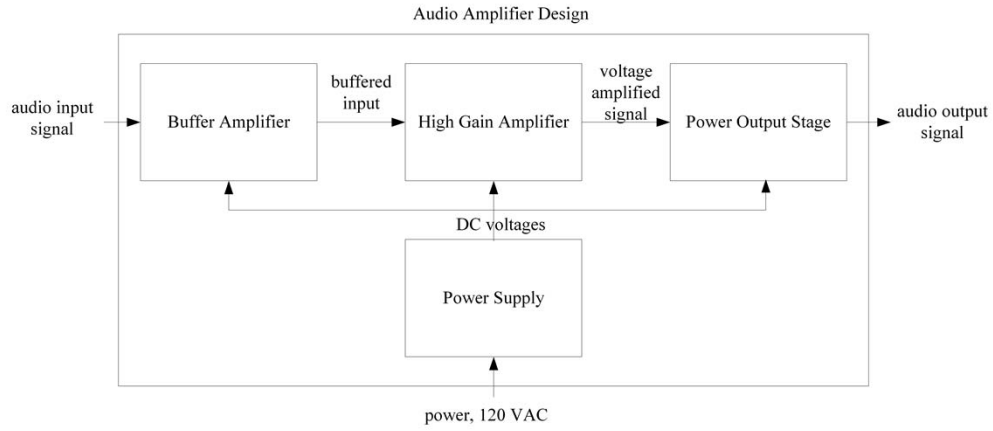 Audio Amplifier Design
audio input
signal
Buffer Amplifier
buffered
input
High Gain Amplifier
voltage
amplified
signal
Power Output Stage
audio output
signal
DC voltages
Power Supply
power, 120 VAC